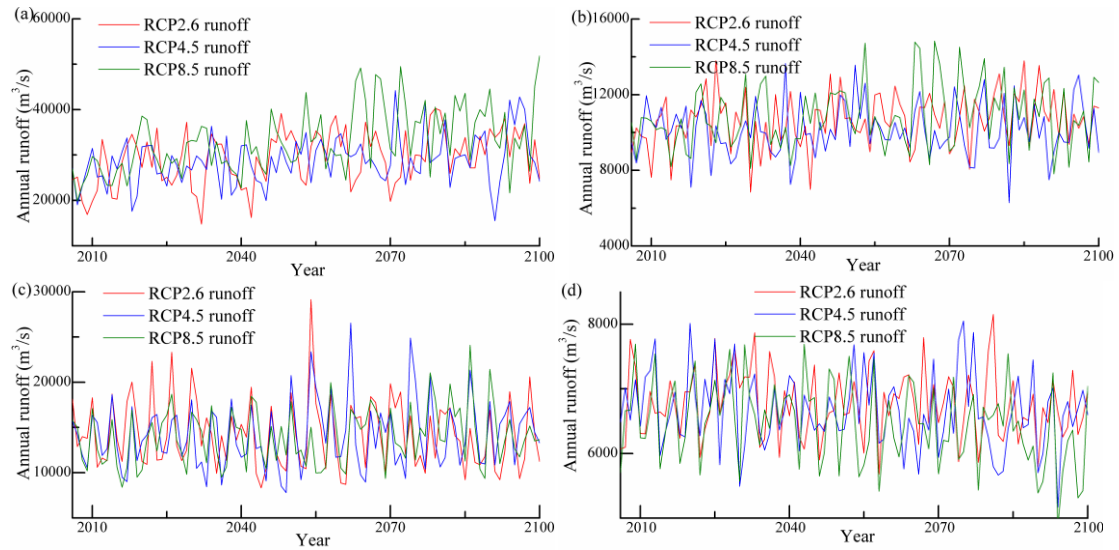 (a)
60000
RCP2.6 runoff
RCP4.5 runoff
RCP8.5 runoff
40000
20000
Annual runoff (m³/s)
2010
2040
2070
2100
Year
(b)
16000
RCP2.6 runoff
RCP4.5 runoff
RCP8.5 runoff
12000
8000
4000
Annual runoff (m³/s)
2010
2040
2070
2100
Year
(c)
30000
RCP2.6 runoff
RCP4.5 runoff
RCP8.5 runoff
20000
10000
Annual runoff (m³/s)
2010
2040
2070
2100
Year
(d)
RCP2.6 runoff
RCP4.5 runoff
RCP8.5 runoff
8000
6000
Annual runoff (m³/s)
2010
2040
2070
2100
Year